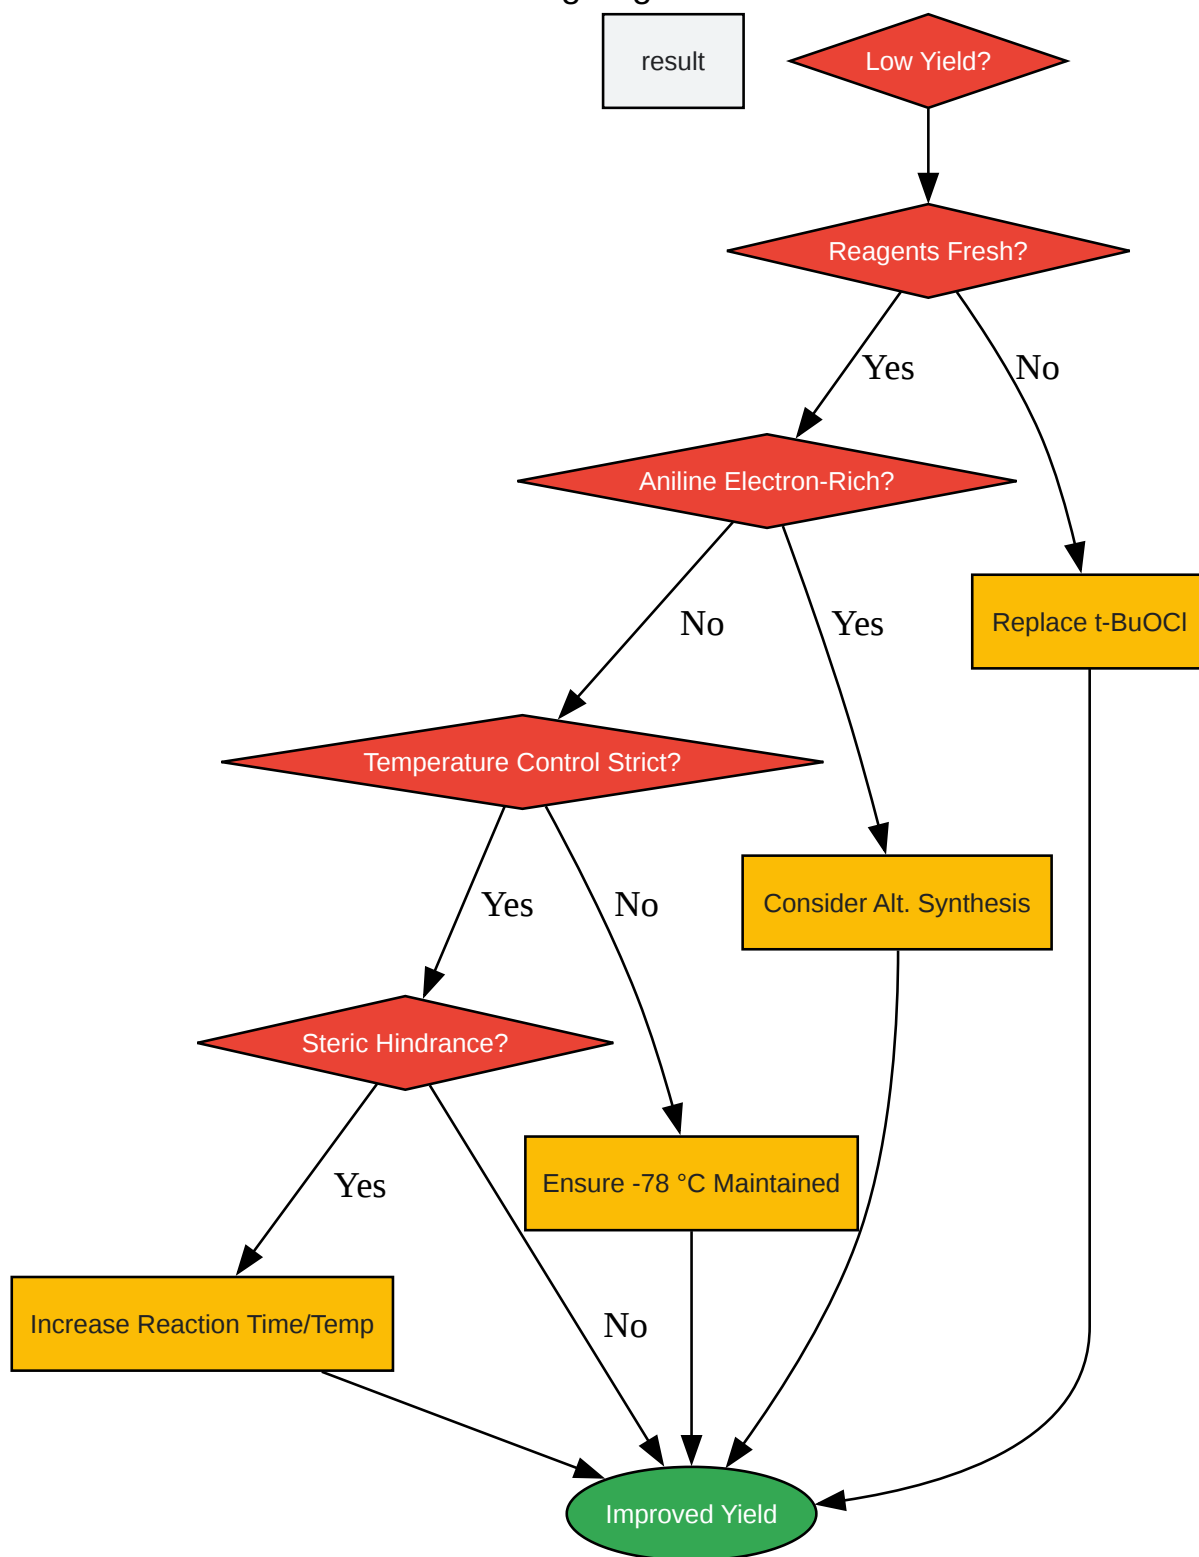 result
Low Yield?
Reagents Fresh?
Yes
No
Aniline Electron-Rich?
No
Yes
Replace t-BuOCl
Temperature Control Strict?
Yes
No
Consider Alt. Synthesis
Steric Hindrance?
Yes
Ensure -78 °C Maintained
Increase Reaction Time/Temp
No
Improved Yield